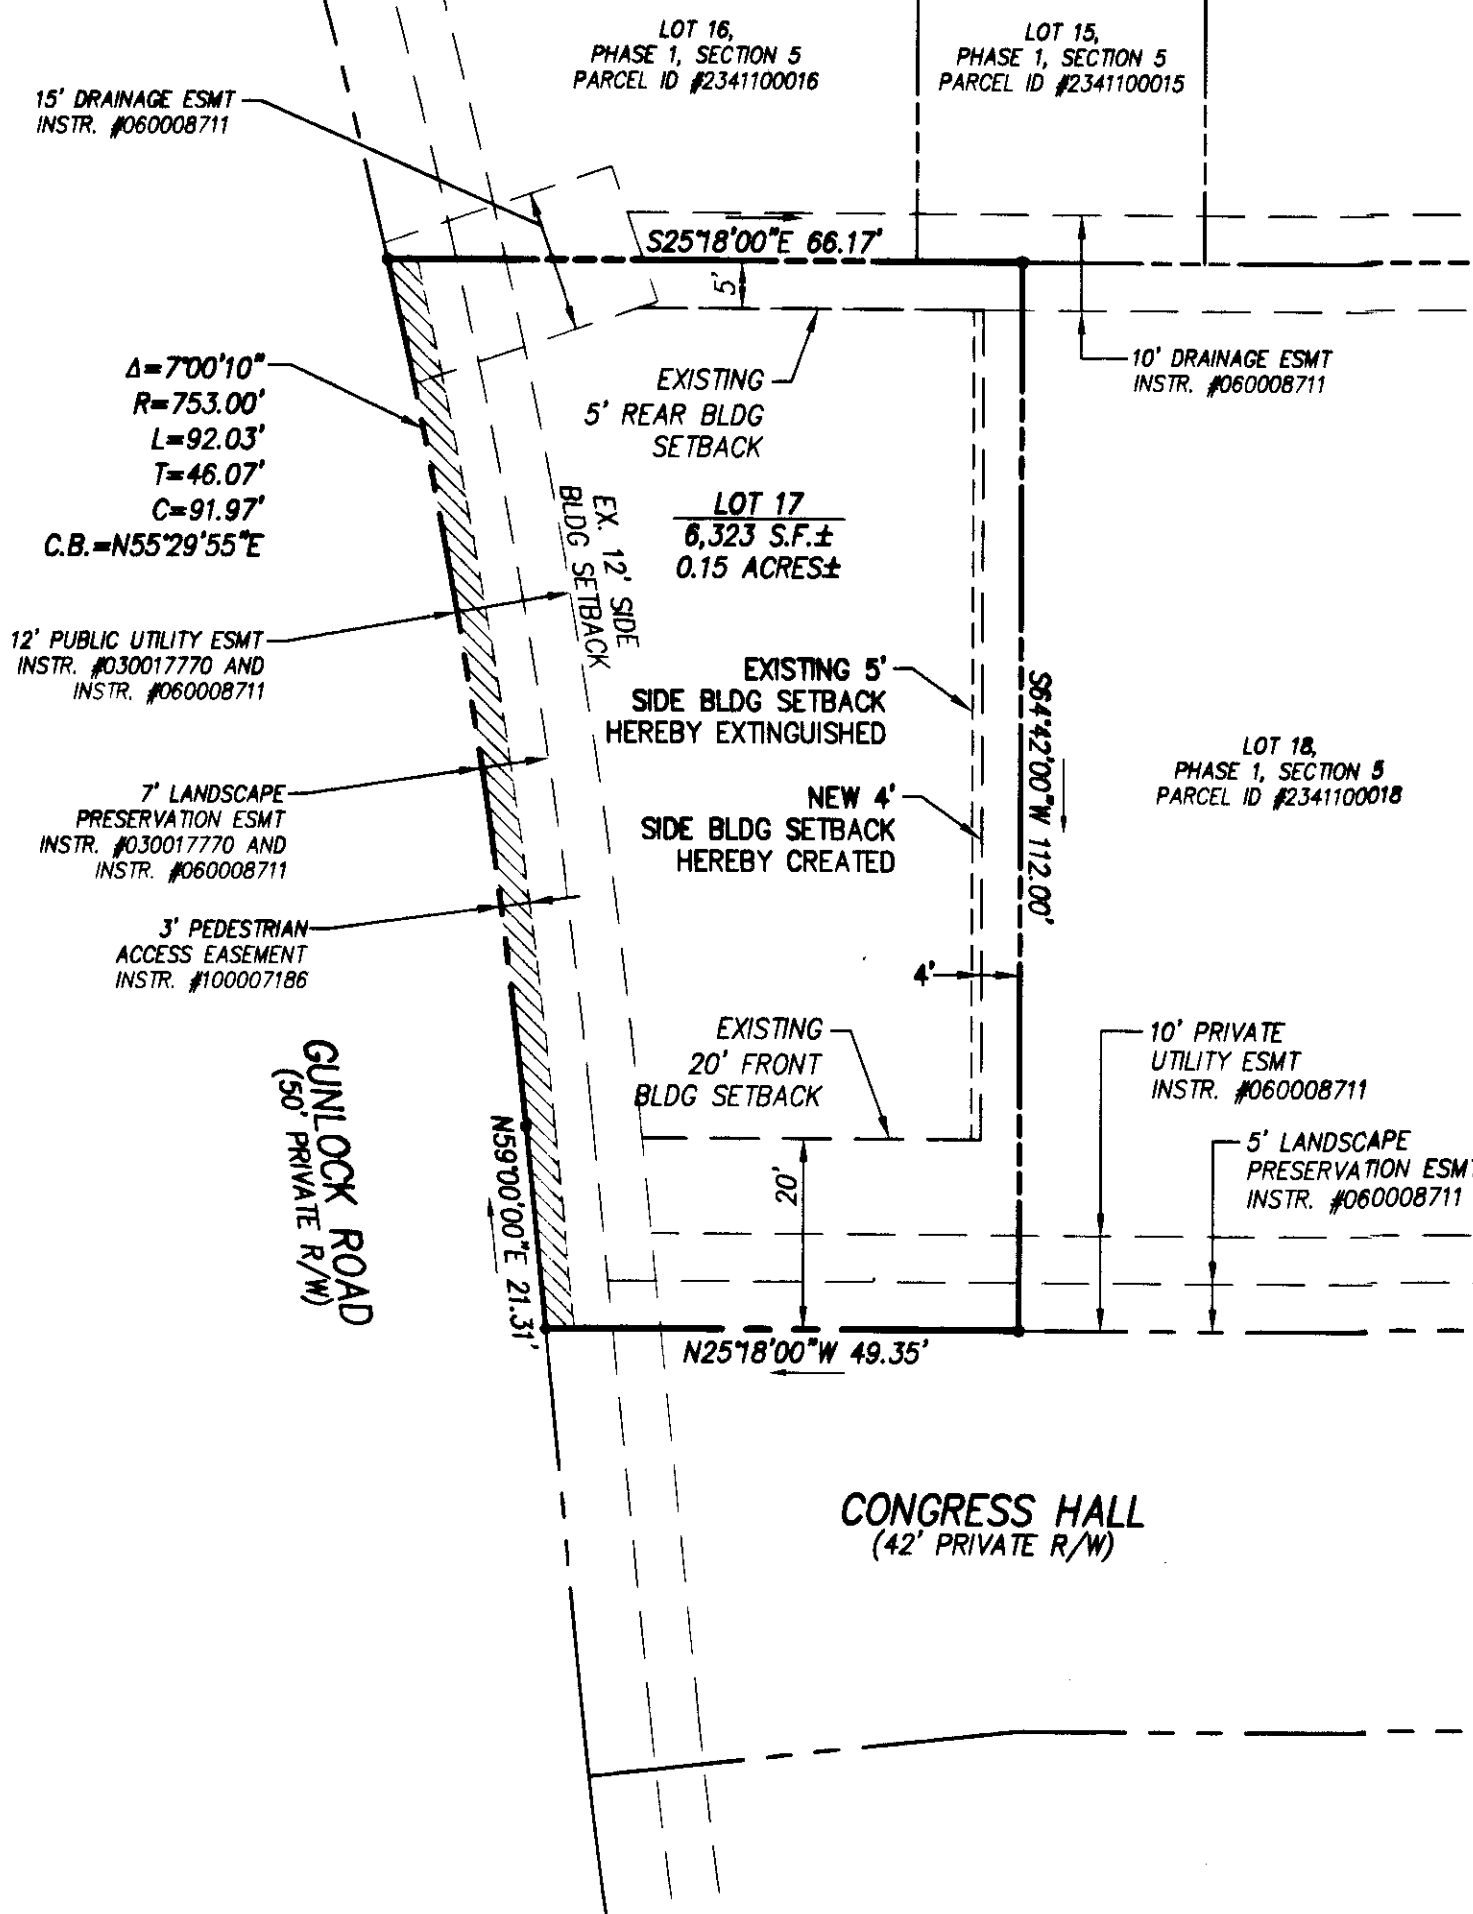 LOT 16,
PHASE 1, SECTION 5
PARCEL ID #2341100016
LOT 15,
PHASE 1, SECTION 5
PARCEL ID #2341100015
15' DRAINAGE ESMT
INSTR. #060008711
S25°18'00"E 66.17'
5'
10' DRAINAGE ESMT
INSTR. #060008711
Δ=7°00'10"
R=753.00'
L=92.03'
T=46.07'
C=91.97'
C.B.=N55°29'55"E
EXISTING
5' REAR BLDG
SETBACK
LOT 17
6,323 S.F.±
0.15 ACRES±
EX. 12' SIDE
BLDG SETBACK
12' PUBLIC UTILITY ESMT
INSTR. #030017770 AND
INSTR. #060008711
EXISTING 5'
SIDE BLDG SETBACK
HEREBY EXTINGUISHED
S64°42'00"W 112.00'
LOT 18,
PHASE 1, SECTION 5
PARCEL ID #2341100018
7' LANDSCAPE
PRESERVATION ESMT
INSTR. #030017770 AND
INSTR. #060008711
NEW 4'
SIDE BLDG SETBACK
HEREBY CREATED
3' PEDESTRIAN
ACCESS EASEMENT
INSTR. #100007186
4'
EXISTING
20' FRONT
BLDG SETBACK
10' PRIVATE
UTILITY ESMT
INSTR. #060008711
GUNLOCK ROAD
(50' PRIVATE R/W)
N59°00'00"E 21.31'
20'
5' LANDSCAPE
PRESERVATION ESMT
INSTR. #060008711
N25°18'00"W 49.35'
CONGRESS HALL
(42' PRIVATE R/W)